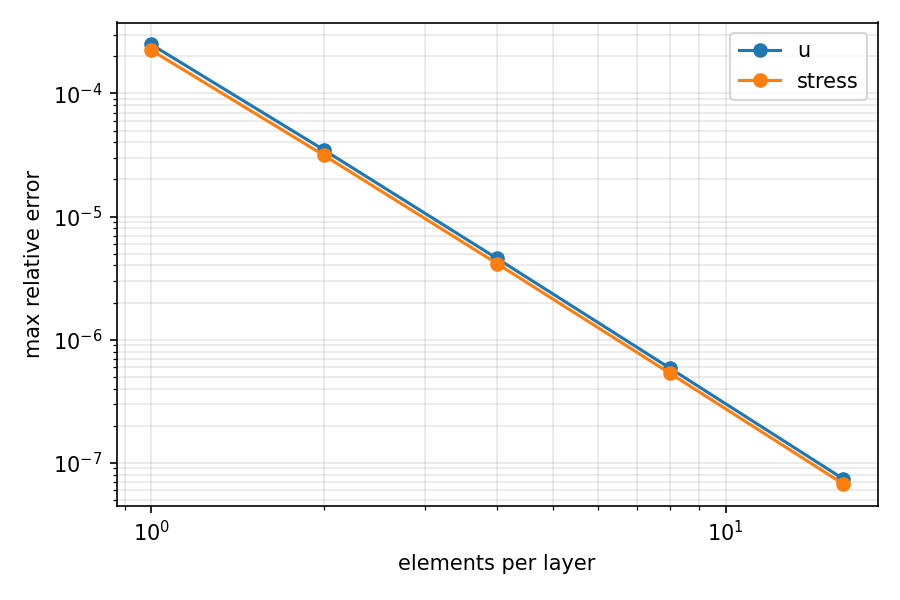 u
stress
10⁻⁴
10⁻⁵
10⁻⁶
10⁻⁷
max relative error
10⁰
10¹
elements per layer